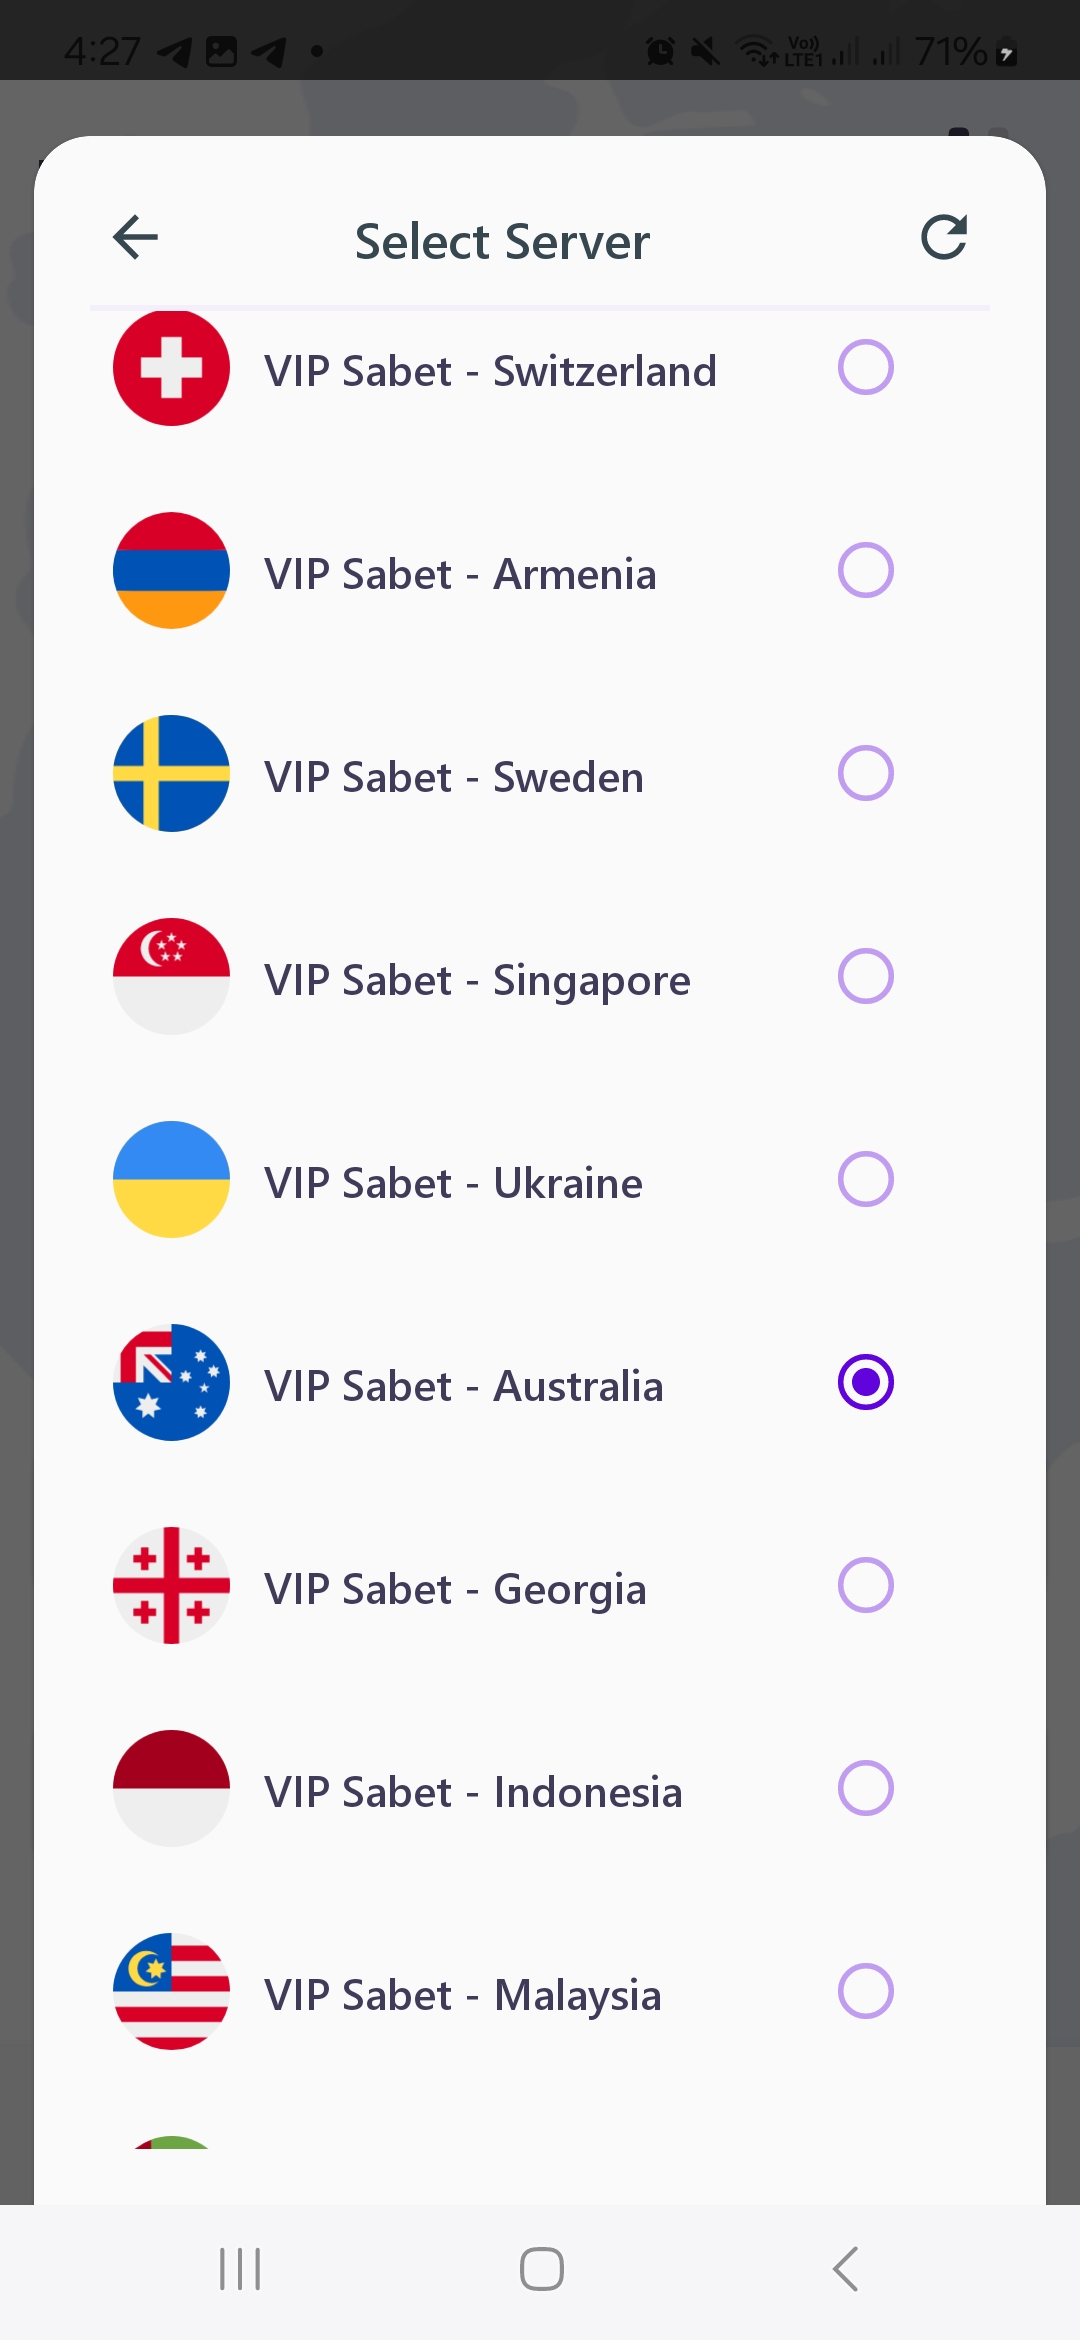 4:27
Vo)) LTE1 71%
Select Server
VIP Sabet - Switzerland
VIP Sabet - Armenia
VIP Sabet - Sweden
VIP Sabet - Singapore
VIP Sabet - Ukraine
VIP Sabet - Australia
VIP Sabet - Georgia
VIP Sabet - Indonesia
VIP Sabet - Malaysia